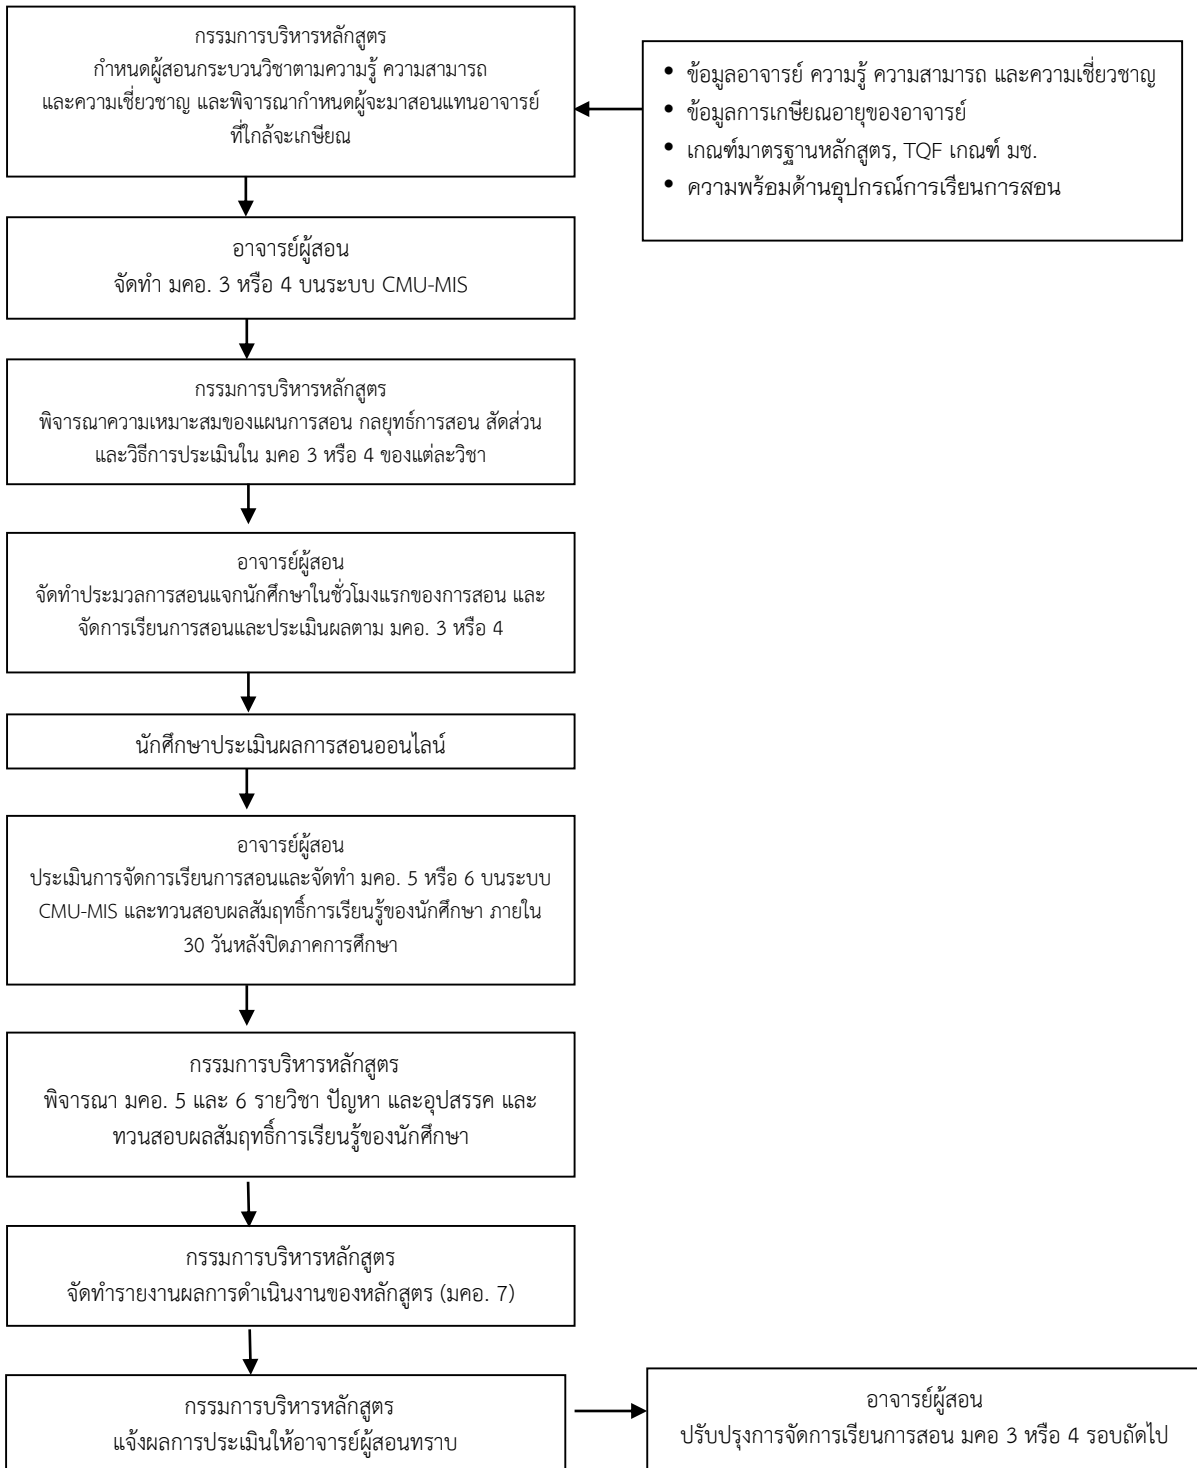 กรรมการบริหารหลักสูตร
กำหนดผู้สอนกระบวนวิชาตามความรู้ ความสามารถ
และความเชี่ยวชาญ และพิจารณากำหนดผู้จะมาสอนแทนอาจารย์
ที่ใกล้จะเกษียณ
• ข้อมูลอาจารย์ ความรู้ ความสามารถ และความเชี่ยวชาญ
• ข้อมูลการเกษียณอายุของอาจารย์
• เกณฑ์มาตรฐานหลักสูตร, TQF เกณฑ์ มช.
• ความพร้อมด้านอุปกรณ์การเรียนการสอน
อาจารย์ผู้สอน
จัดทำ มคอ. 3 หรือ 4 บนระบบ CMU-MIS
กรรมการบริหารหลักสูตร
พิจารณาความเหมาะสมของแผนการสอน กลยุทธ์การสอน สัดส่วน
และวิธีการประเมินใน มคอ 3 หรือ 4 ของแต่ละวิชา
อาจารย์ผู้สอน
จัดทำประมวลการสอนแจกนักศึกษาในชั่วโมงแรกของการสอน และ
จัดการเรียนการสอนและประเมินผลตาม มคอ. 3 หรือ 4
นักศึกษาประเมินผลการสอนออนไลน์
อาจารย์ผู้สอน
ประเมินการจัดการเรียนการสอนและจัดทำ มคอ. 5 หรือ 6 บนระบบ
CMU-MIS และทวนสอบผลสัมฤทธิ์การเรียนรู้ของนักศึกษา ภายใน
30 วันหลังปิดภาคการศึกษา
กรรมการบริหารหลักสูตร
พิจารณา มคอ. 5 และ 6 รายวิชา ปัญหา และอุปสรรค และ
ทวนสอบผลสัมฤทธิ์การเรียนรู้ของนักศึกษา
กรรมการบริหารหลักสูตร
จัดทำรายงานผลการดำเนินงานของหลักสูตร (มคอ. 7)
กรรมการบริหารหลักสูตร
แจ้งผลการประเมินให้อาจารย์ผู้สอนทราบ
อาจารย์ผู้สอน
ปรับปรุงการจัดการเรียนการสอน มคอ 3 หรือ 4 รอบถัดไป